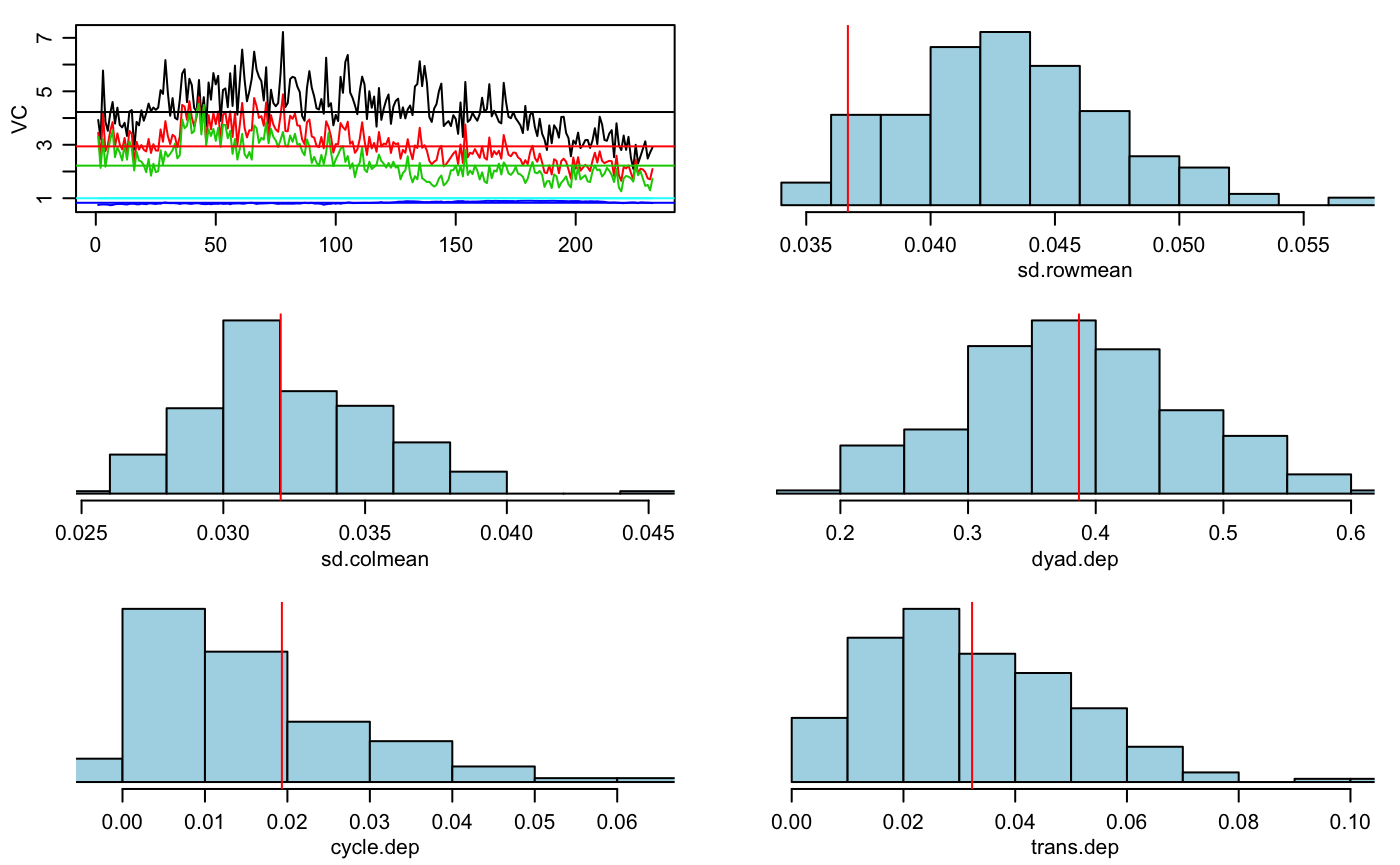 VC
7
5
3
1
0 50 100 150 200
0.035 0.040 0.045 0.050 0.055
sd.rowmean
0.025 0.030 0.035 0.040 0.045
sd.colmean
0.2 0.3 0.4 0.5 0.6
dyad.dep
0.00 0.01 0.02 0.03 0.04 0.05 0.06
cycle.dep
0.00 0.02 0.04 0.06 0.08 0.10
trans.dep